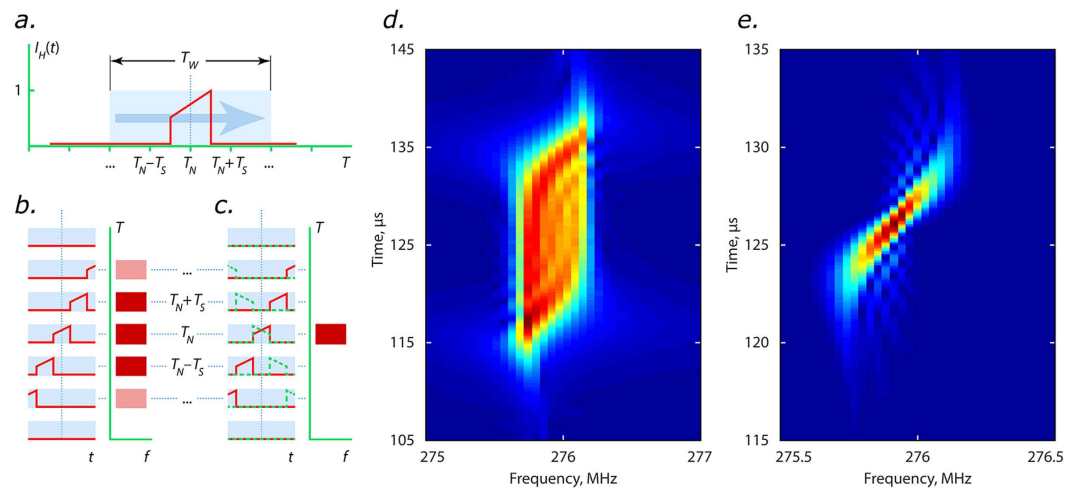 a.
I_H(t)
T_W
1
...
T_N−T_S
T_N
T_N+T_S
...
T
b.
T
...
T_N+T_S
T_N
T_N−T_S
...
t
f
c.
T
t
f
d.
145
135
125
115
105
Time, µs
275
276
277
Frequency, MHz
e.
135
130
125
120
115
Time, µs
275.5
276
276.5
Frequency, MHz